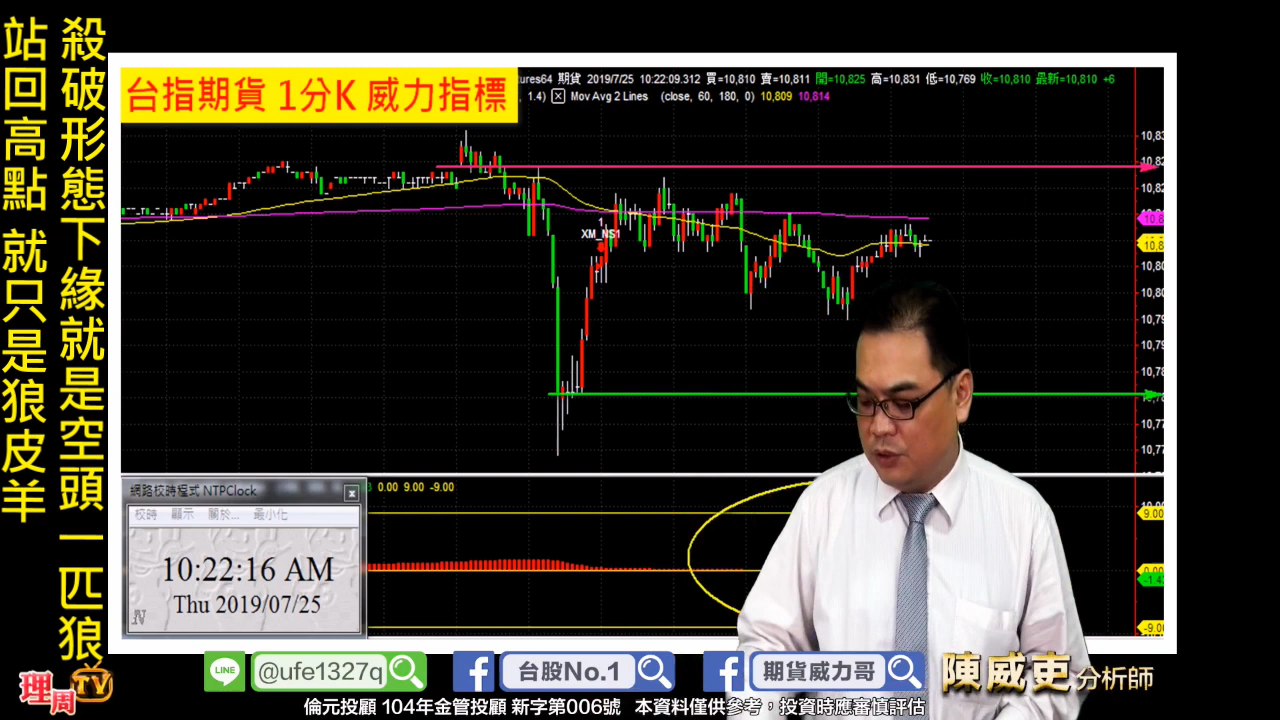 殺破形態下緣就是空頭一匹狼
站回高點 就只是狼皮羊
台指期貨 1分K 威力指標
ures64 期貨 2019/7/25 10:22:09.312 買=10,810 賣=10,811 開=10,825 高=10,831 低=10,769 收=10,810 最新=10,810 +6
, 1.4) Mov Avg 2 Lines (close, 60, 180, 0) 10,809 10,814
1
XM_NS1
0.00 9.00 -9.00
9.00
0.00
-9.00
網路校時程式 NTPClock
校時 顯示 關於... 最小化
10:22:16 AM
Thu 2019/07/25
N
理周TV
LINE @ufe1327q
台股No.1
期貨威力哥
陳威吏 分析師
倫元投顧 104年金管投顧 新字第006號 本資料僅供參考，投資時應審慎評估